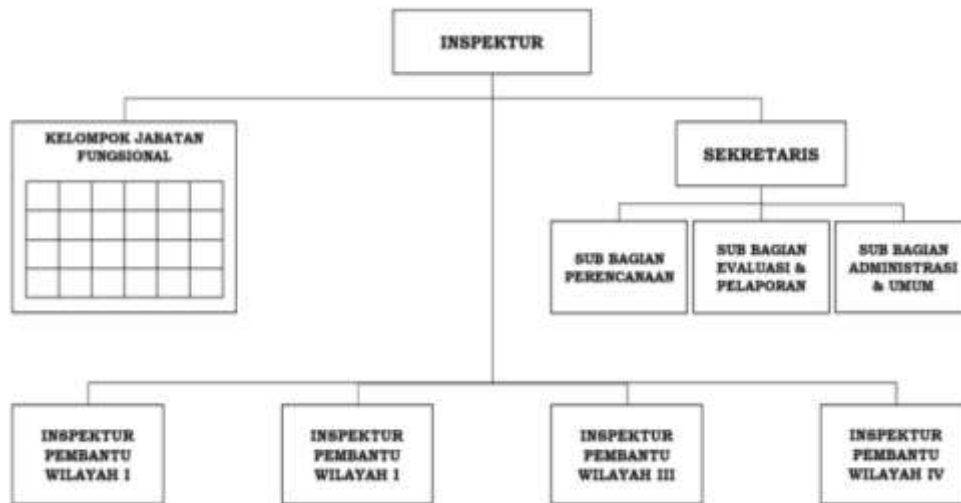 INSPEKTUR
KELOMPOK JABATAN
FUNGSIONAL
SEKRETARIS
SUB BAGIAN
PERENCANAAN
SUB BAGIAN
EVALUASI &
PELAPORAN
SUB BAGIAN
ADMINISTRASI
& UMUM
INSPEKTUR
PEMBANTU
WILAYAH I
INSPEKTUR
PEMBANTU
WILAYAH I
INSPEKTUR
PEMBANTU
WILAYAH III
INSPEKTUR
PEMBANTU
WILAYAH IV